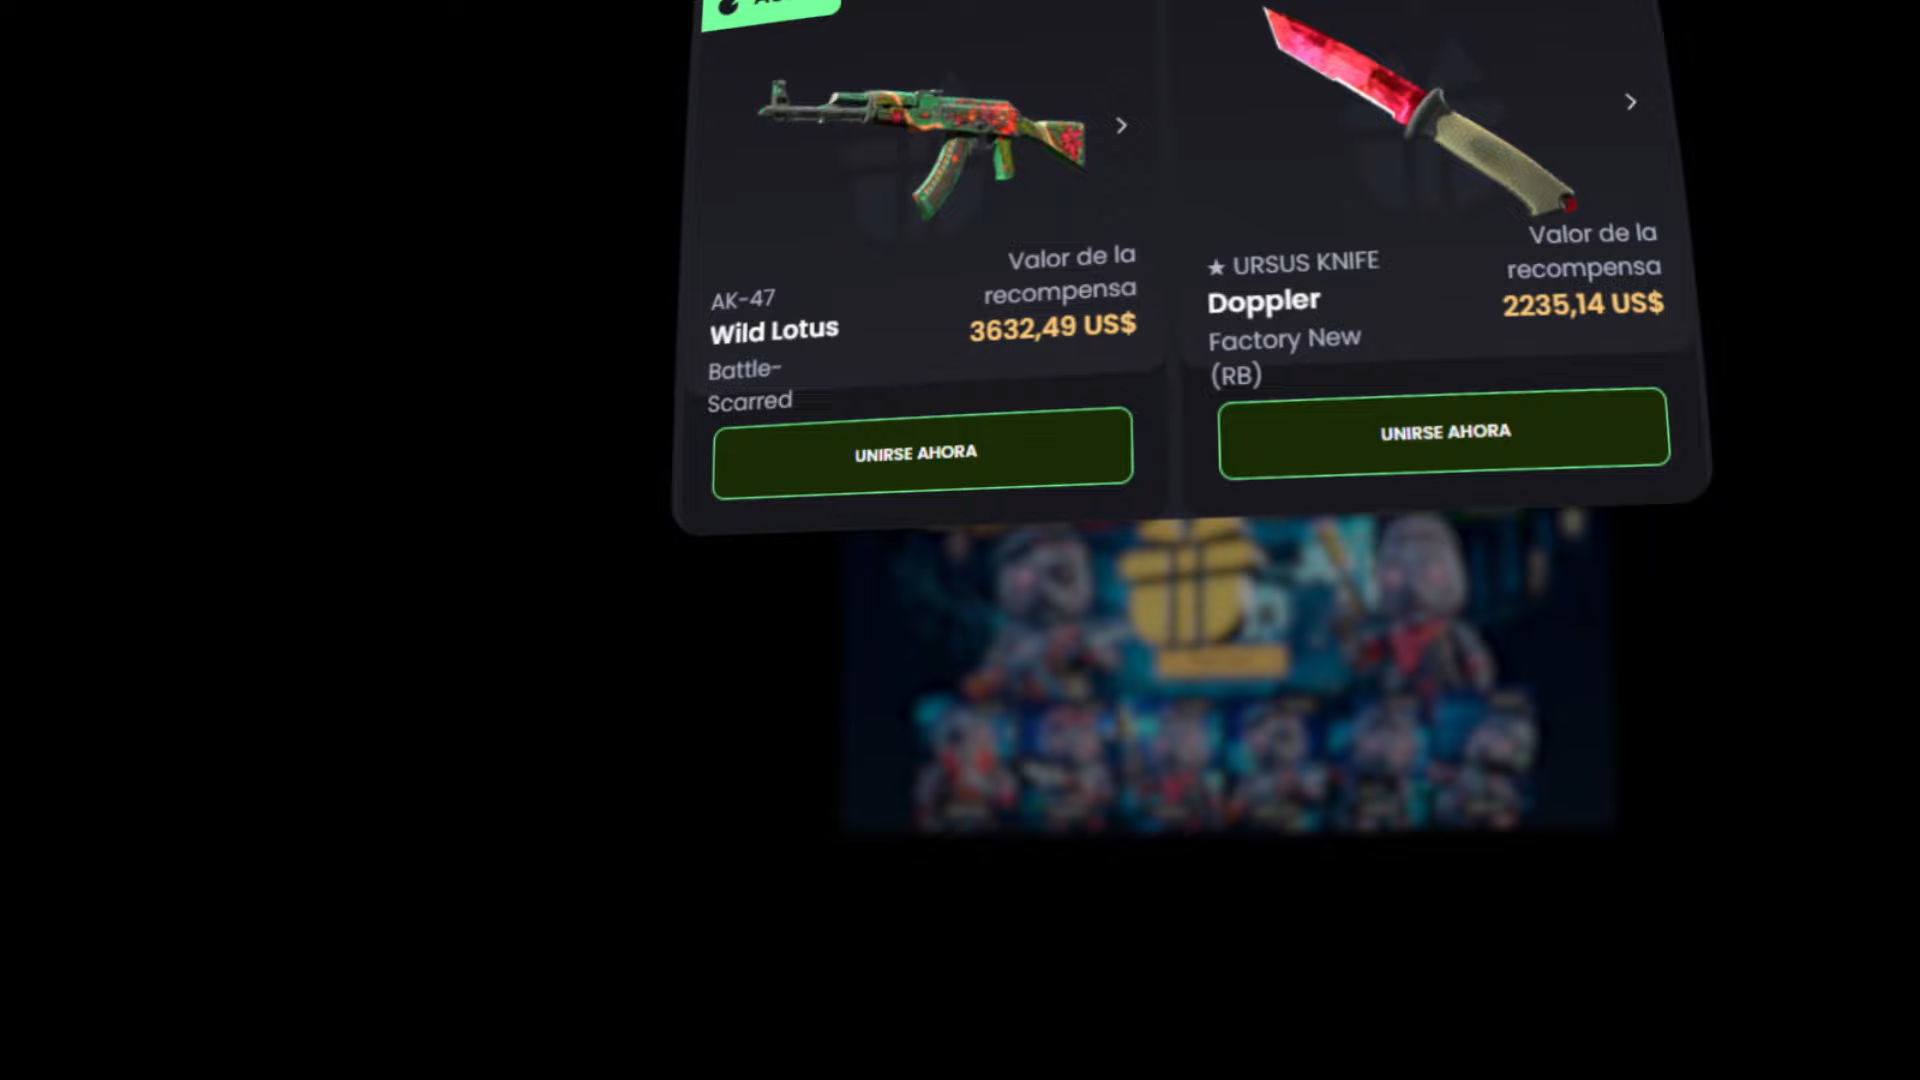 AK-47
Wild Lotus
Battle-
Scarred
Valor de la
recompensa
3632,49 US$
UNIRSE AHORA
★ URSUS KNIFE
Doppler
Factory New
(RB)
Valor de la
recompensa
2235,14 US$
UNIRSE AHORA